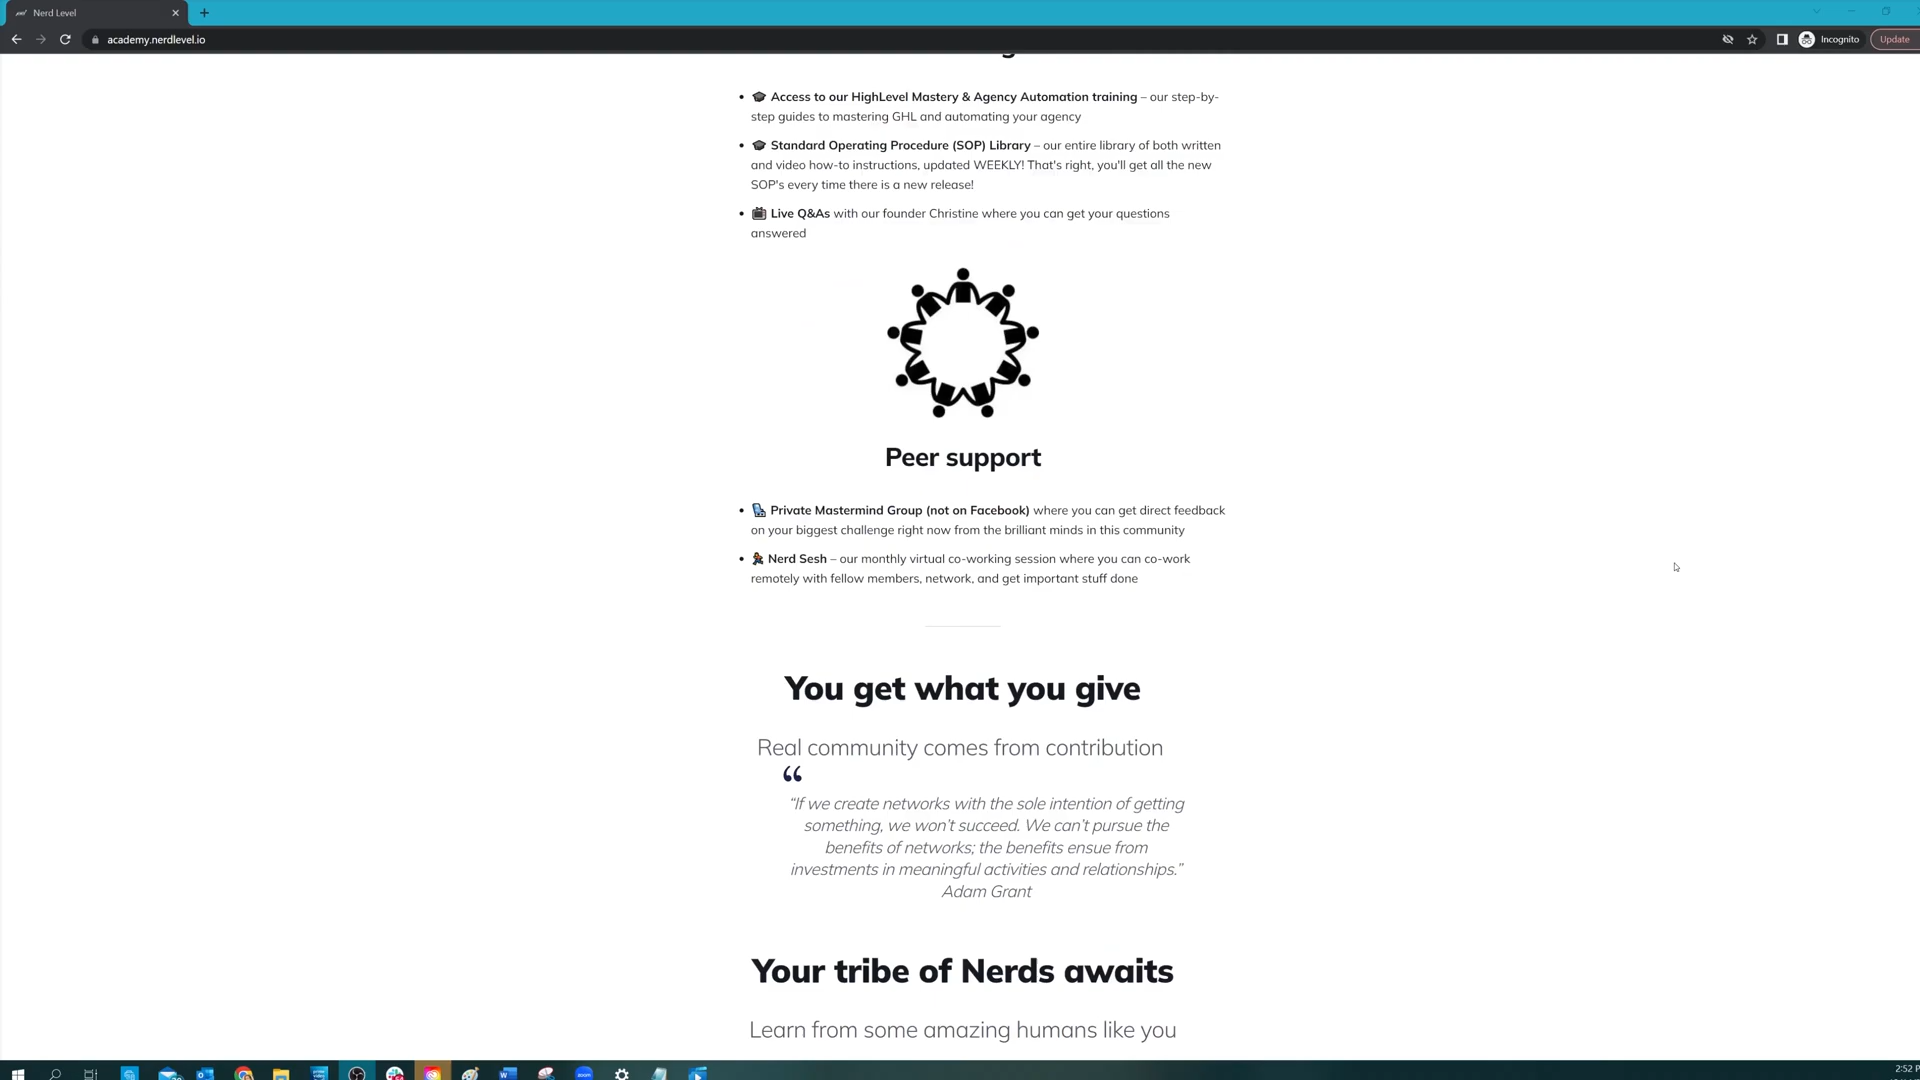 Nerd Level
academy.nerdlevel.io
Incognito
Update
Access to our HighLevel Mastery & Agency Automation training – our step-by-
step guides to mastering GHL and automating your agency
Standard Operating Procedure (SOP) Library – our entire library of both written
and video how-to instructions, updated WEEKLY! That's right, you'll get all the new
SOP's every time there is a new release!
Live Q&As with our founder Christine where you can get your questions
answered
Peer support
Private Mastermind Group (not on Facebook) where you can get direct feedback
on your biggest challenge right now from the brilliant minds in this community
Nerd Sesh – our monthly virtual co-working session where you can co-work
remotely with fellow members, network, and get important stuff done
You get what you give
Real community comes from contribution
“
“If we create networks with the sole intention of getting
something, we won’t succeed. We can’t pursue the
benefits of networks; the benefits ensue from
investments in meaningful activities and relationships.”
Adam Grant
Your tribe of Nerds awaits
Learn from some amazing humans like you
2:52 P